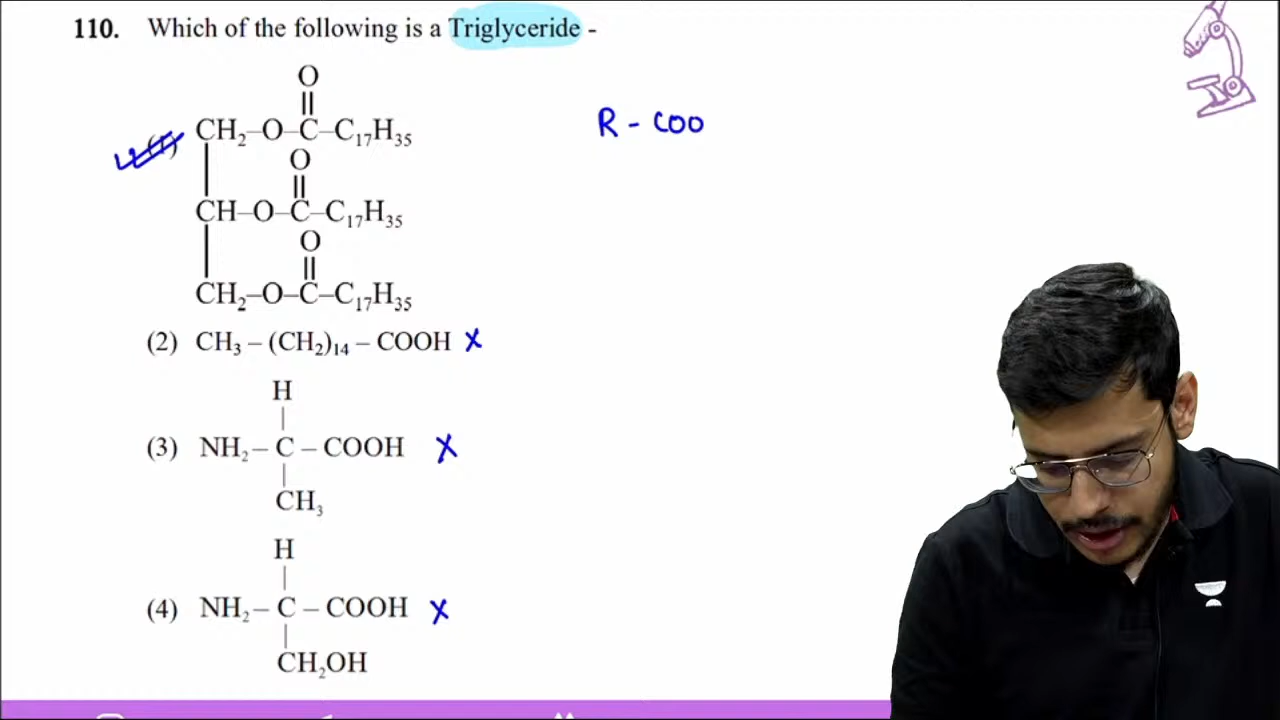 110. Which of the following is a Triglyceride -
O
||
(1) CH₂–O–C–C₁₇H₃₅
O
||
CH–O–C–C₁₇H₃₅
O
||
CH₂–O–C–C₁₇H₃₅
R - COO
(2) CH₃ – (CH₂)₁₄ – COOH X
H
|
(3) NH₂ – C – COOH X
|
CH₃
H
|
(4) NH₂ – C – COOH X
|
CH₂OH